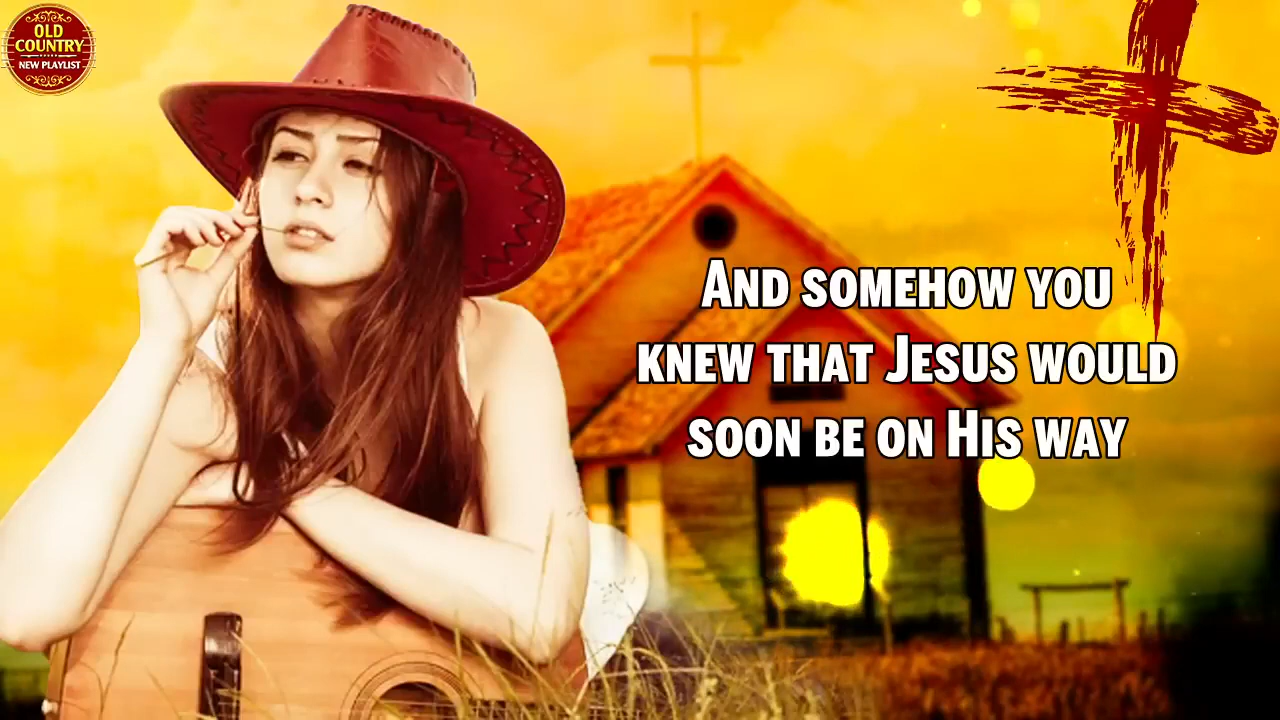 OLD
COUNTRY
NEW PLAYLIST
AND SOMEHOW YOU
KNEW THAT JESUS WOULD
SOON BE ON HIS WAY